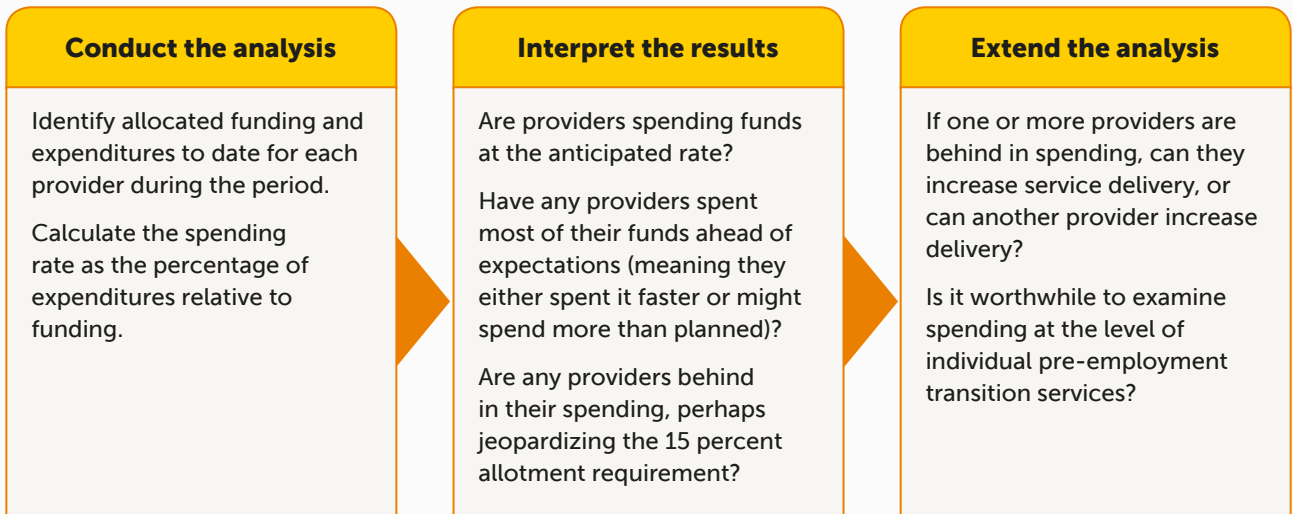 Conduct the analysis
Identify allocated funding and
expenditures to date for each
provider during the period.
Calculate the spending
rate as the percentage of
expenditures relative to
funding.
Interpret the results
Are providers spending funds
at the anticipated rate?
Have any providers spent
most of their funds ahead of
expectations (meaning they
either spent it faster or might
spend more than planned)?
Are any providers behind
in their spending, perhaps
jeopardizing the 15 percent
allotment requirement?
Extend the analysis
If one or more providers are
behind in spending, can they
increase service delivery, or
can another provider increase
delivery?
Is it worthwhile to examine
spending at the level of
individual pre-employment
transition services?